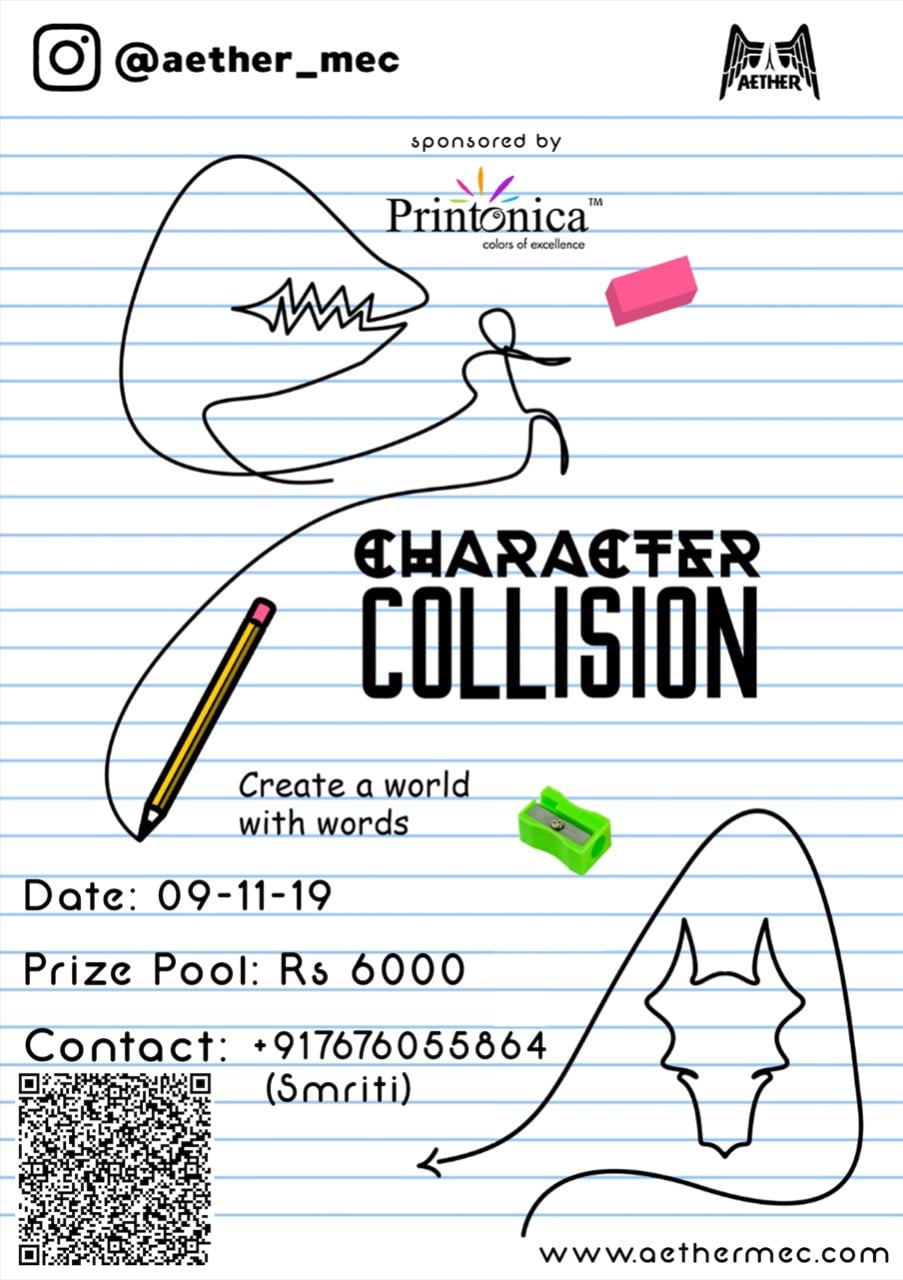 @aether_mec
AETHER
sponsored by
Printonica™
colors of excellence
CHARACTER
COLLISION
Create a world
with words
Date: 09-11-19
Prize Pool: Rs 6000
Contact: +917676055864
(Smriti)
www.aethermec.com